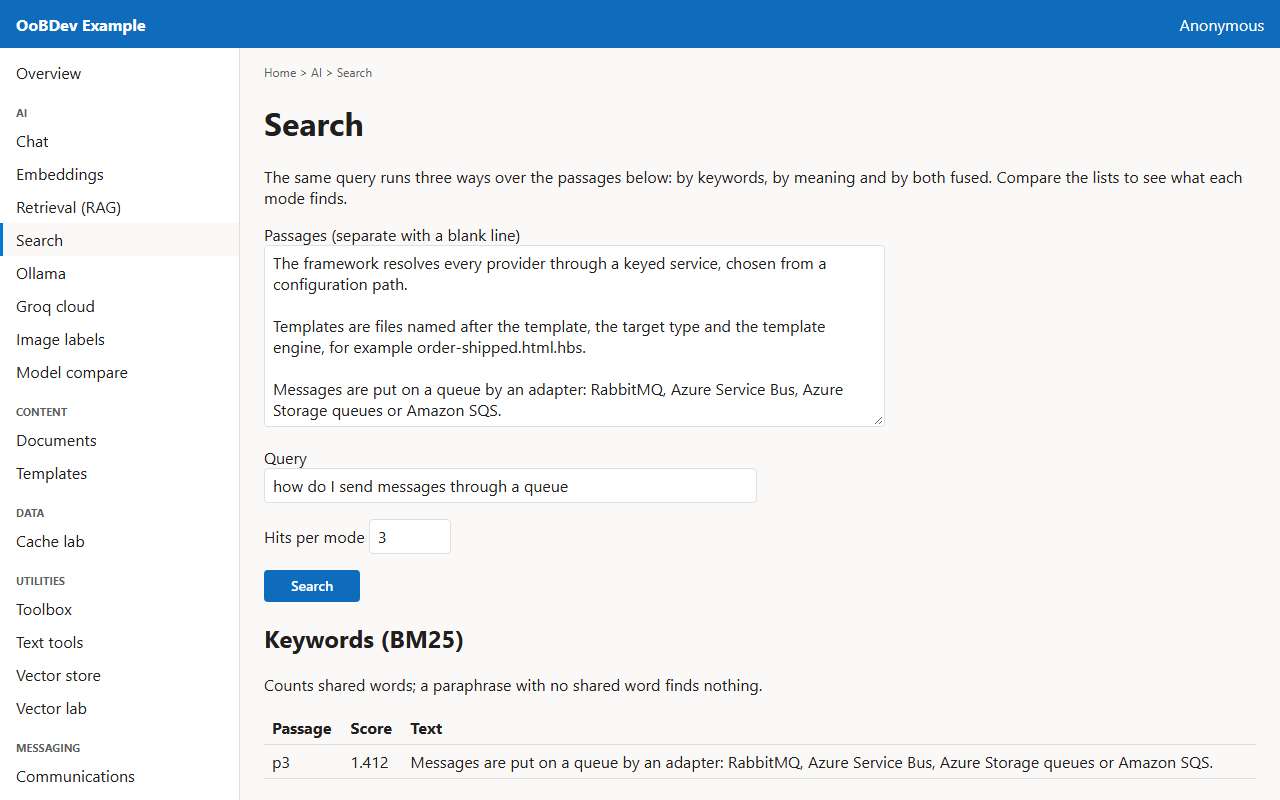 OoBDev Example
Anonymous
Overview
AI
Chat
Embeddings
Retrieval (RAG)
Search
Ollama
Groq cloud
Image labels
Model compare
CONTENT
Documents
Templates
DATA
Cache lab
UTILITIES
Toolbox
Text tools
Vector store
Vector lab
MESSAGING
Communications
Home > AI > Search
Search
The same query runs three ways over the passages below: by keywords, by meaning and by both fused. Compare the lists to see what each
mode finds.
Passages (separate with a blank line)
The framework resolves every provider through a keyed service, chosen from a
configuration path.
Templates are files named after the template, the target type and the template
engine, for example order-shipped.html.hbs.
Messages are put on a queue by an adapter: RabbitMQ, Azure Service Bus, Azure
Storage queues or Amazon SQS.
Query
how do I send messages through a queue
Hits per mode 3
Search
Keywords (BM25)
Counts shared words; a paraphrase with no shared word finds nothing.
Passage Score Text
p3 1.412 Messages are put on a queue by an adapter: RabbitMQ, Azure Service Bus, Azure Storage queues or Amazon SQS.